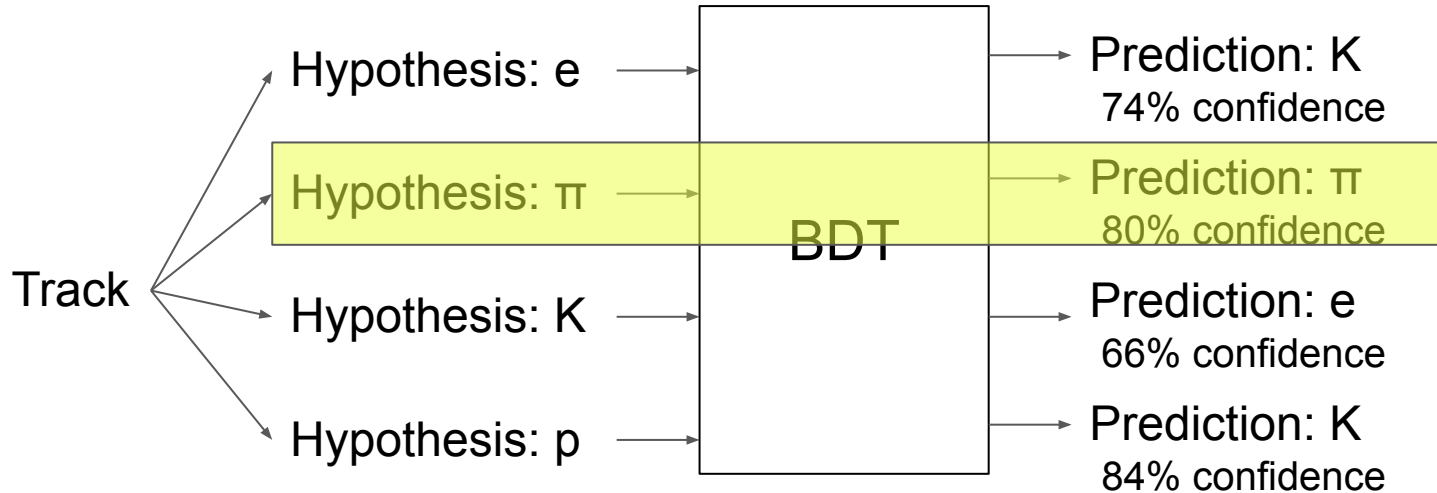 Track
Hypothesis: e
Hypothesis: π
Hypothesis: K
Hypothesis: p
BDT
Prediction: K
74% confidence
Prediction: π
80% confidence
Prediction: e
66% confidence
Prediction: K
84% confidence